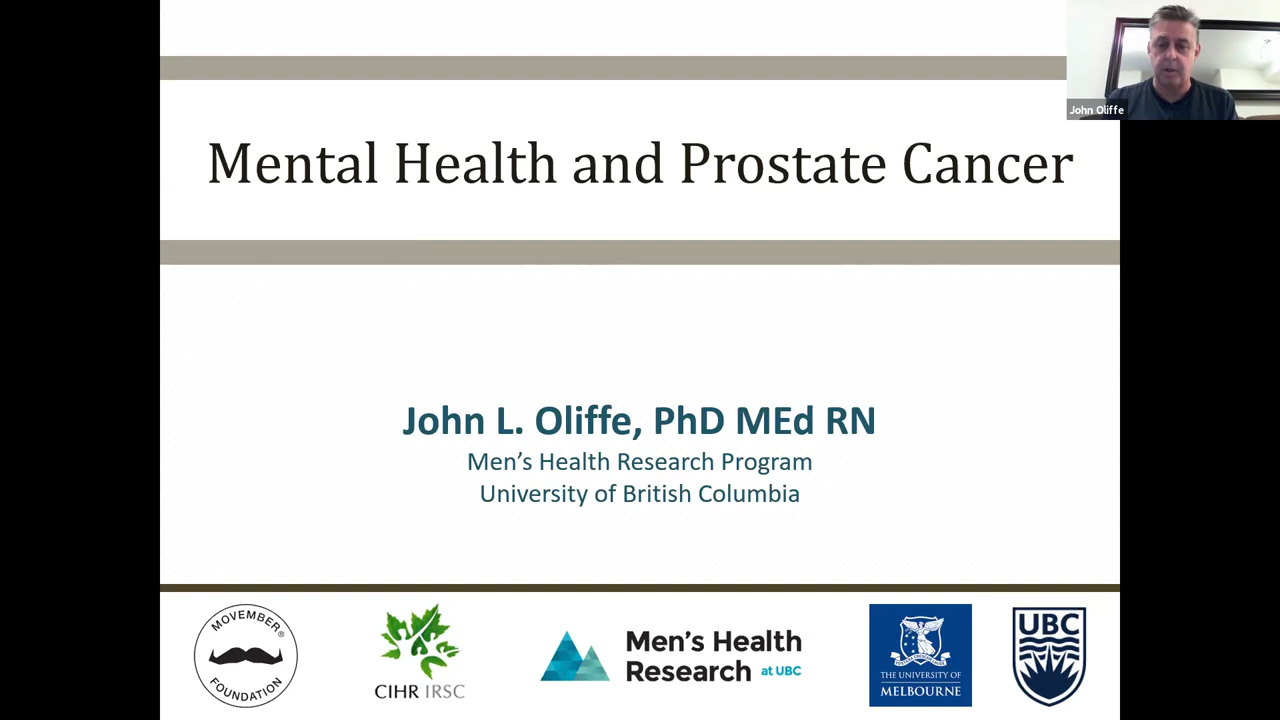 John Oliffe
Mental Health and Prostate Cancer
John L. Oliffe, PhD MEd RN
Men's Health Research Program
University of British Columbia
MOVEMBER®
FOUNDATION
CIHR IRSC
Men's Health
Research at UBC
THE UNIVERSITY OF
MELBOURNE
UBC